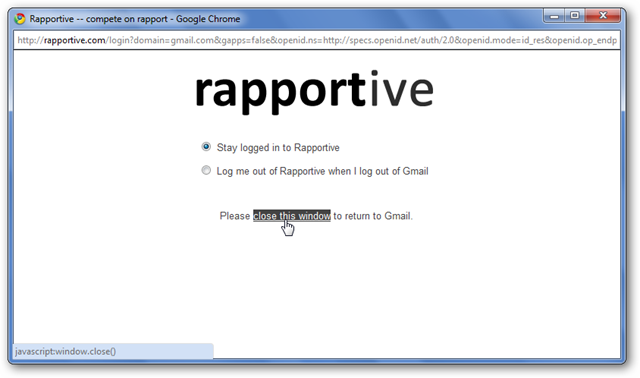 Rapportive -- compete on rapport - Google Chrome
http://rapportive.com/login?domain=gmail.com&gapps=false&openid.ns=http://specs.openid.net/auth/2.0&openid.mode=id_res&openid.op_endp
rapportive
Stay logged in to Rapportive
Log me out of Rapportive when I log out of Gmail
Please close this window to return to Gmail.
javascript:window.close()